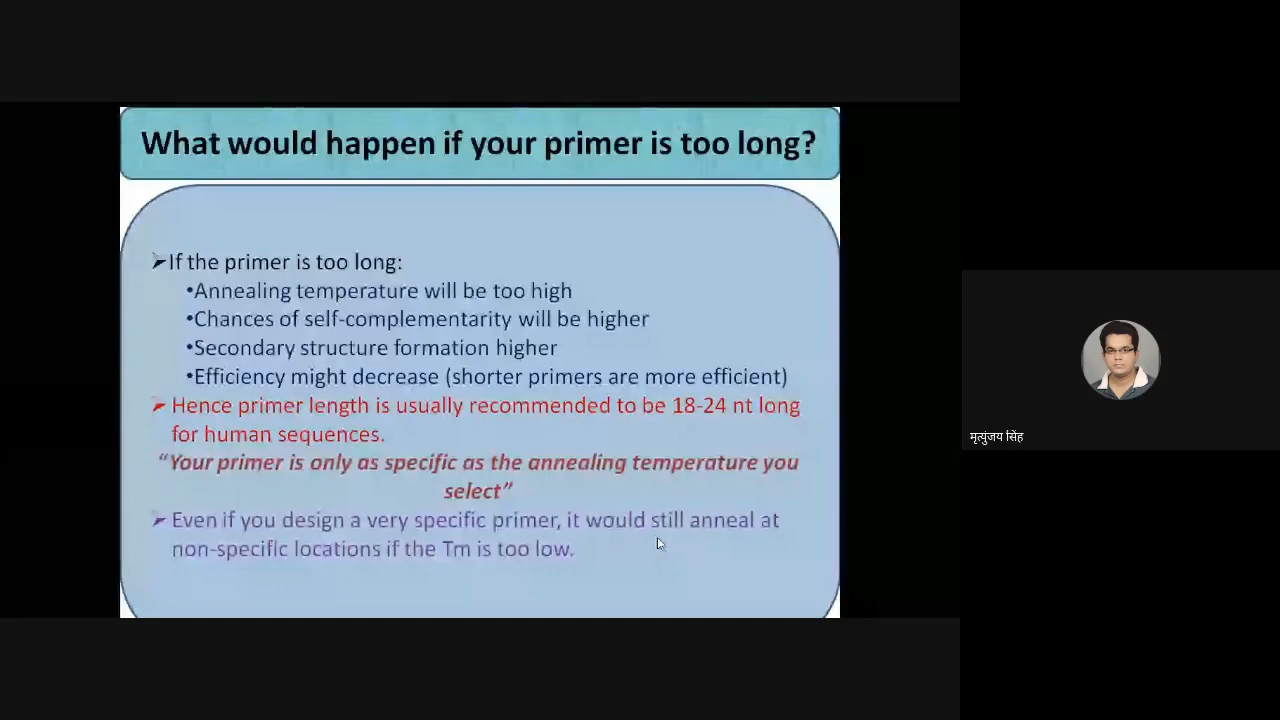 What would happen if your primer is too long?
➢If the primer is too long:
•Annealing temperature will be too high
•Chances of self-complementarity will be higher
•Secondary structure formation higher
•Efficiency might decrease (shorter primers are more efficient)
➢ Hence primer length is usually recommended to be 18-24 nt long
for human sequences.
“Your primer is only as specific as the annealing temperature you
select”
➢ Even if you design a very specific primer, it would still anneal at
non-specific locations if the Tm is too low.
मृत्युंजय सिंह